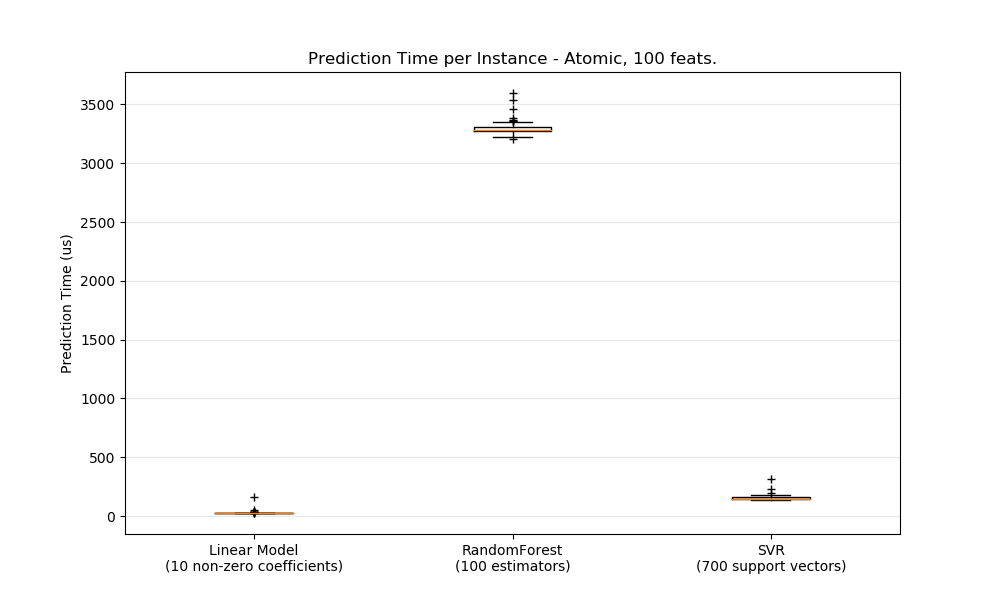 Prediction Time per Instance - Atomic, 100 feats.
Prediction Time (us)
3500
3000
2500
2000
1500
1000
500
0
Linear Model
(10 non-zero coefficients)
RandomForest
(100 estimators)
SVR
(700 support vectors)